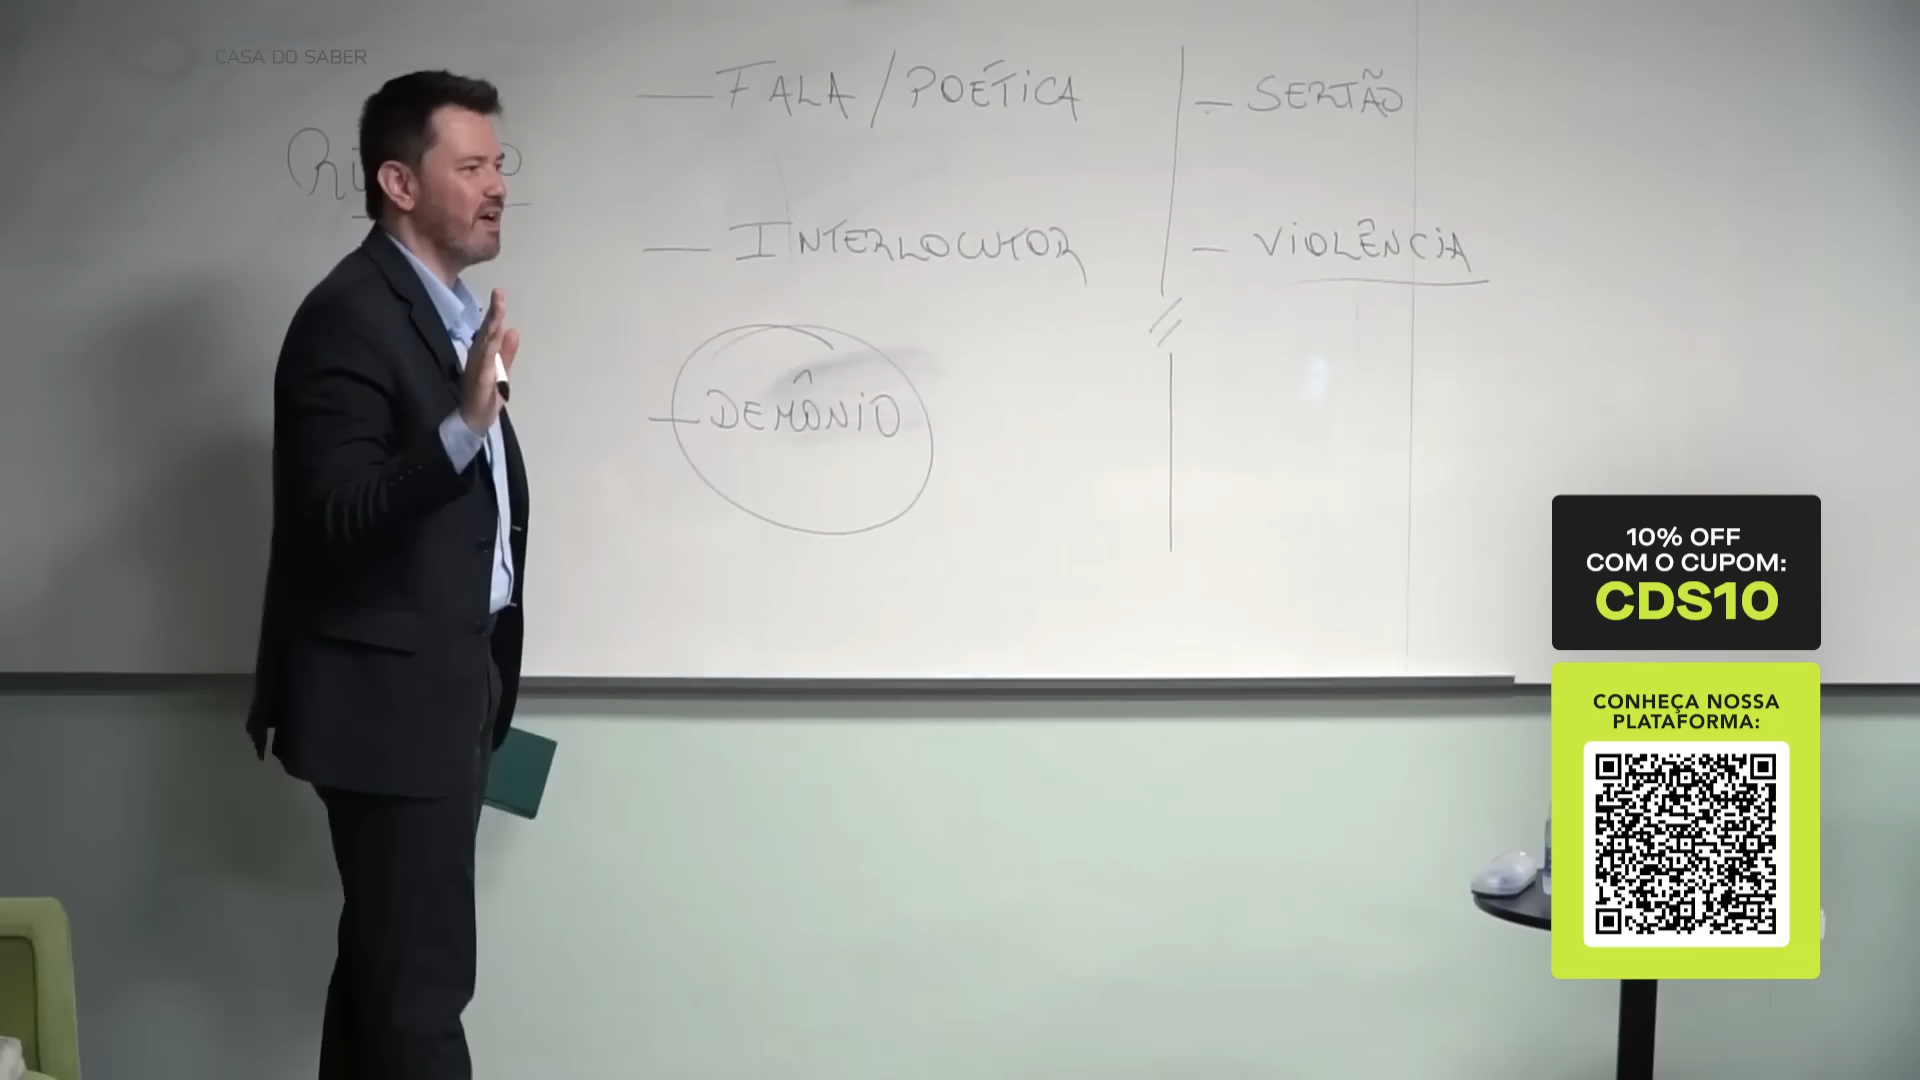 CASA DO SABER
— FALA / POÉTICA
— SERTÃO
— INTERLOCUTOR
— VIOLÊNCIA
— DEMÔNIO
10% OFF
COM O CUPOM:
CDS10
CONHEÇA NOSSA
PLATAFORMA: